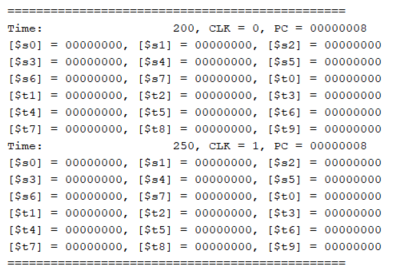 ===============================================
Time:                 200, CLK = 0, PC = 00000008
[$s0] = 00000000, [$s1] = 00000000, [$s2] = 00000000
[$s3] = 00000000, [$s4] = 00000000, [$s5] = 00000000
[$s6] = 00000000, [$s7] = 00000000, [$t0] = 00000000
[$t1] = 00000000, [$t2] = 00000000, [$t3] = 00000000
[$t4] = 00000000, [$t5] = 00000000, [$t6] = 00000000
[$t7] = 00000000, [$t8] = 00000000, [$t9] = 00000000
Time:                 250, CLK = 1, PC = 00000008
[$s0] = 00000000, [$s1] = 00000000, [$s2] = 00000000
[$s3] = 00000000, [$s4] = 00000000, [$s5] = 00000000
[$s6] = 00000000, [$s7] = 00000000, [$t0] = 00000000
[$t1] = 00000000, [$t2] = 00000000, [$t3] = 00000000
[$t4] = 00000000, [$t5] = 00000000, [$t6] = 00000000
[$t7] = 00000000, [$t8] = 00000000, [$t9] = 00000000
===============================================